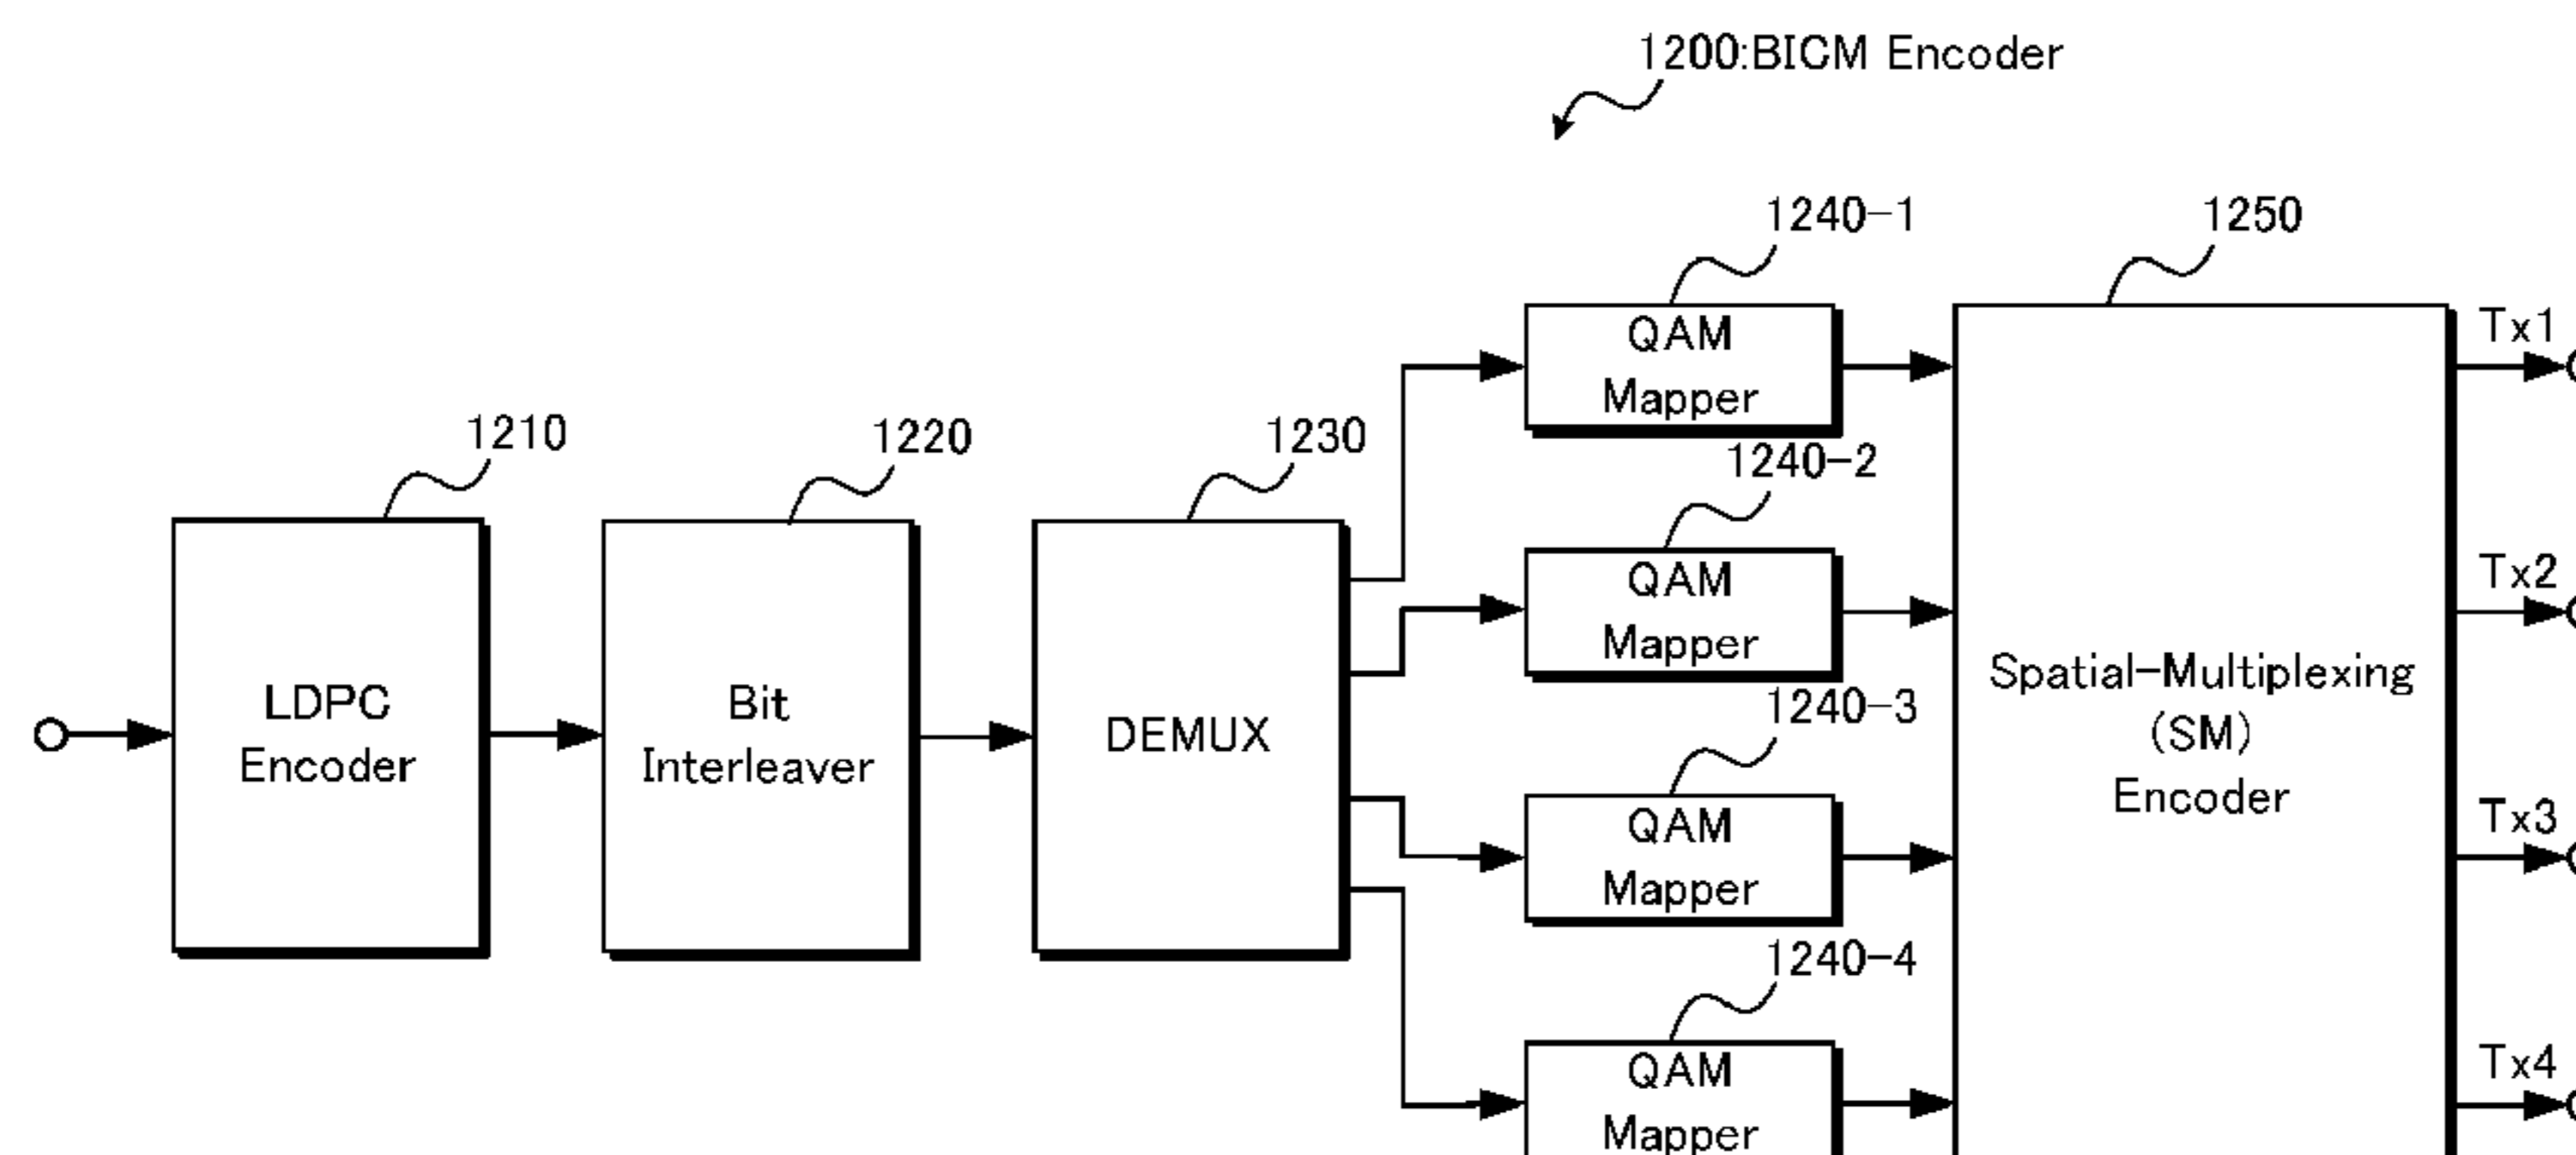 1200:BICM Encoder
1240-1
1250
QAM
Mapper
Tx1
1210
1220
1230
1240-2
QAM
Mapper
Tx2
LDPC
Encoder
Bit
Interleaver
DEMUX
Spatial-Multiplexing
(SM)
Encoder
1240-3
QAM
Mapper
Tx3
1240-4
QAM
Mapper
Tx4